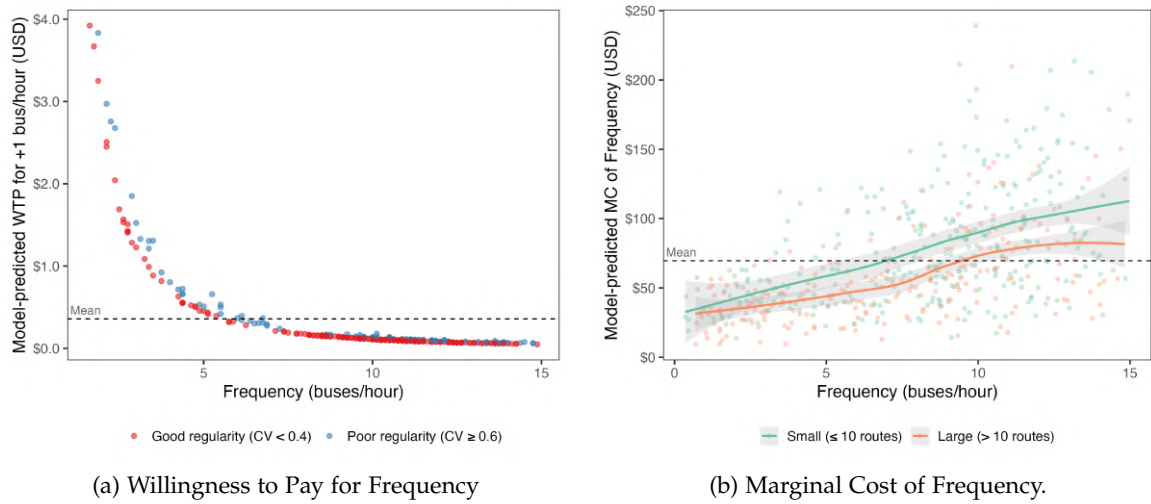 Model-predicted WTP for +1 bus/hour (USD)
$4.0
$3.0
$2.0
$1.0
$0.0
Mean
5
10
15
Frequency (buses/hour)
Good regularity (CV < 0.4)
Poor regularity (CV ≥ 0.6)
(a) Willingness to Pay for Frequency
Model-predicted MC of Frequency (USD)
$250
$200
$150
$100
$50
$0
Mean
0
5
10
15
Frequency (buses/hour)
Small (≤ 10 routes)
Large (> 10 routes)
(b) Marginal Cost of Frequency.